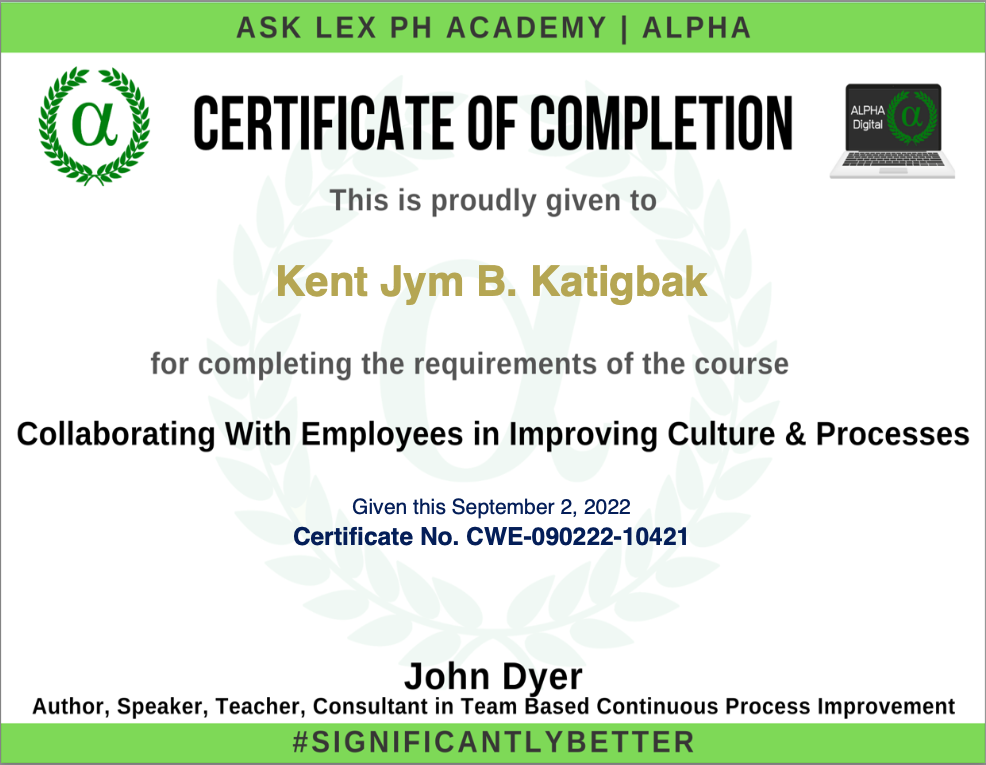 ASK LEX PH ACADEMY | ALPHA
α
CERTIFICATE OF COMPLETION
ALPHA
Digital
α
This is proudly given to
Kent Jym B. Katigbak
for completing the requirements of the course
Collaborating With Employees in Improving Culture & Processes
Given this September 2, 2022
Certificate No. CWE-090222-10421
John Dyer
Author, Speaker, Teacher, Consultant in Team Based Continuous Process Improvement
#SIGNIFICANTLYBETTER